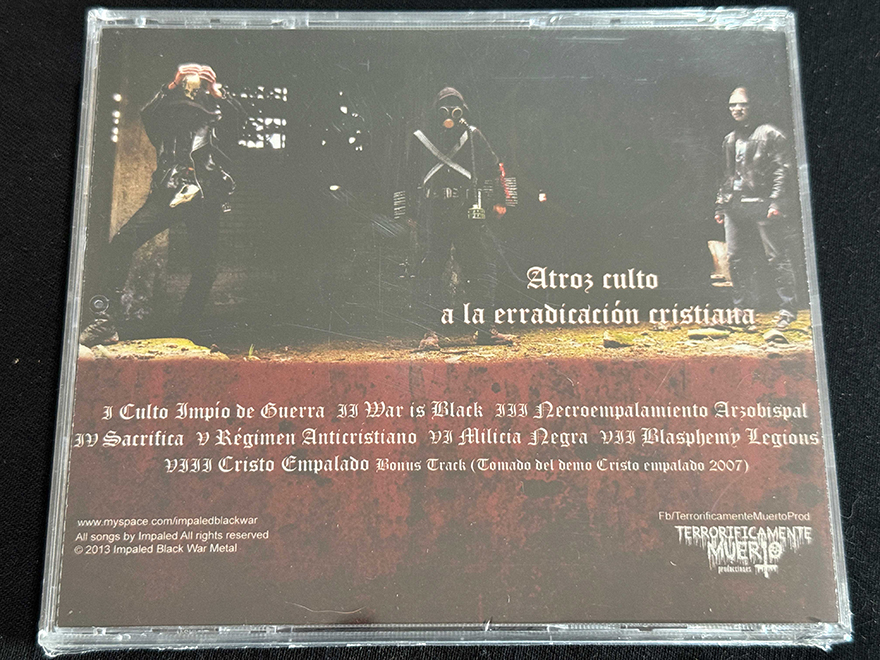 Atroz culto
a la erradicación cristiana
I Culto Impío de Guerra II War is Black III Necroempalamiento Arzobispal
IV Sacrifica V Régimen Anticristiano VI Milicia Negra VII Blasphemy Legions
VIII Cristo Empalado Bonus Track (Tomado del demo Cristo empalado 2007)
www.myspace.com/impaledblackwar
All songs by Impaled All rights reserved
© 2013 Impaled Black War Metal
Fb/TerrorificamenteMuertoProd
TERRORIFICAMENTE
MUERTO
producciones